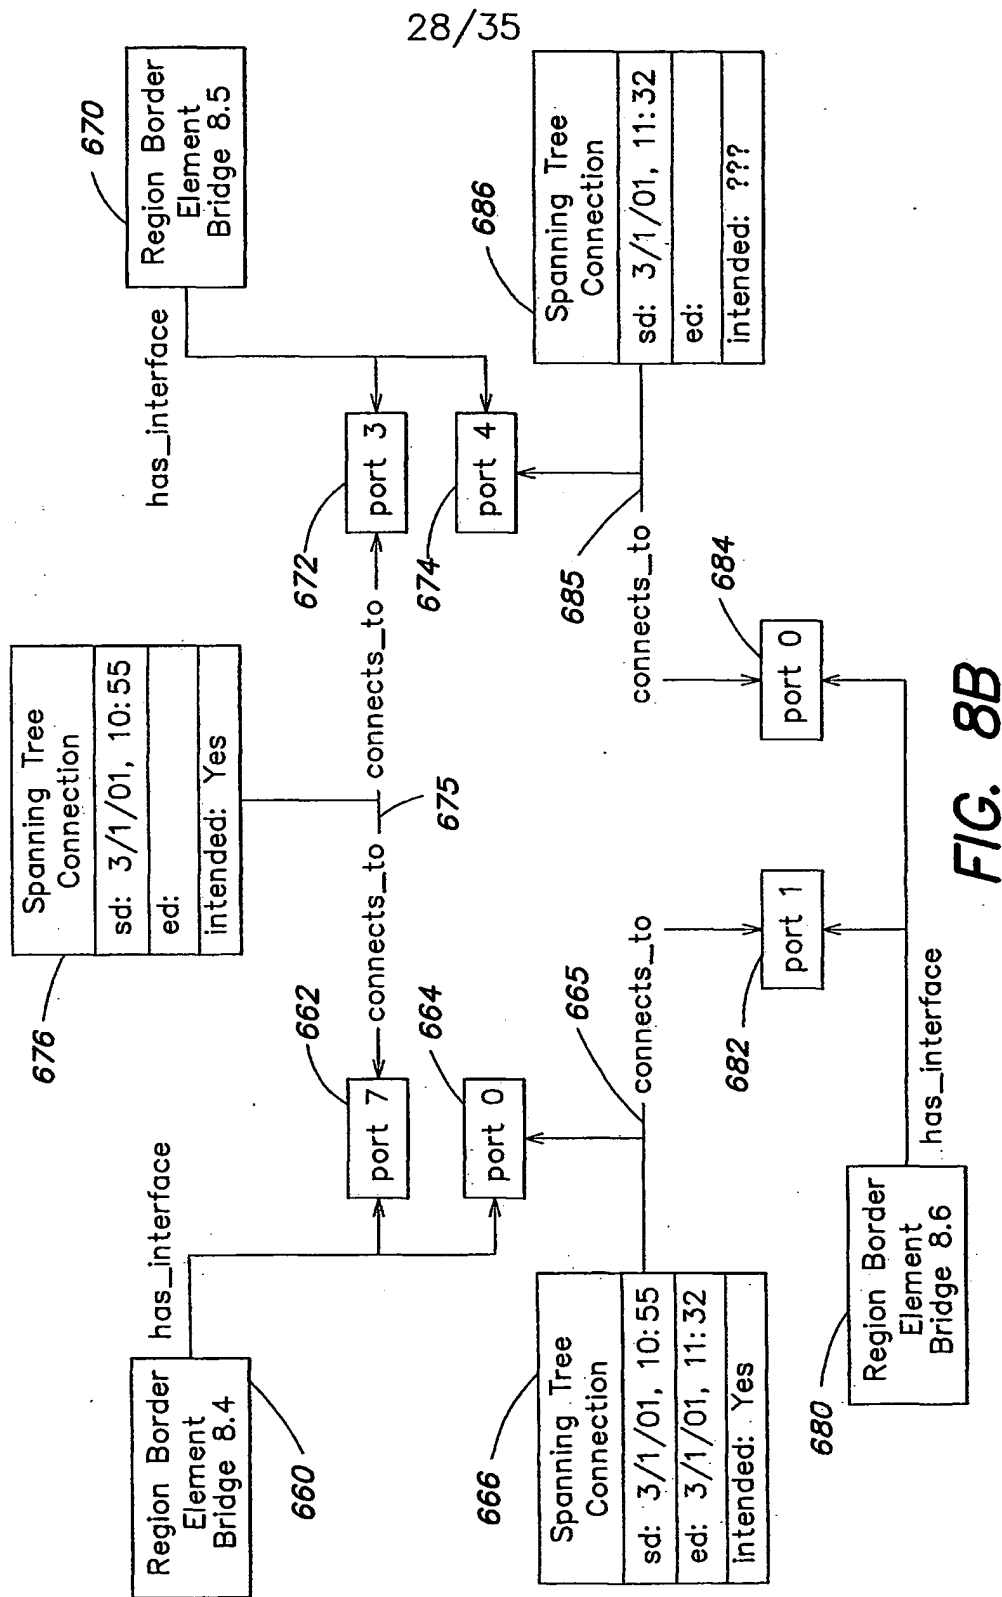 28/35
Region Border
Element
Bridge 8.4
660
has_interface
port 7
662
port 0
664
Spanning Tree
Connection
sd: 3/1/01, 10:55
ed:
intended: Yes
676
connects_to
connects_to
675
Region Border
Element
Bridge 8.5
670
has_interface
port 3
672
port 4
674
Spanning Tree
Connection
sd: 3/1/01, 10:55
ed: 3/1/01, 11:32
intended: Yes
666
665
connects_to
port 1
682
Spanning Tree
Connection
sd: 3/1/01, 11:32
ed:
intended: ???
686
685
connects_to
port 0
684
Region Border
Element
Bridge 8.6
680
has_interface
FIG. 8B